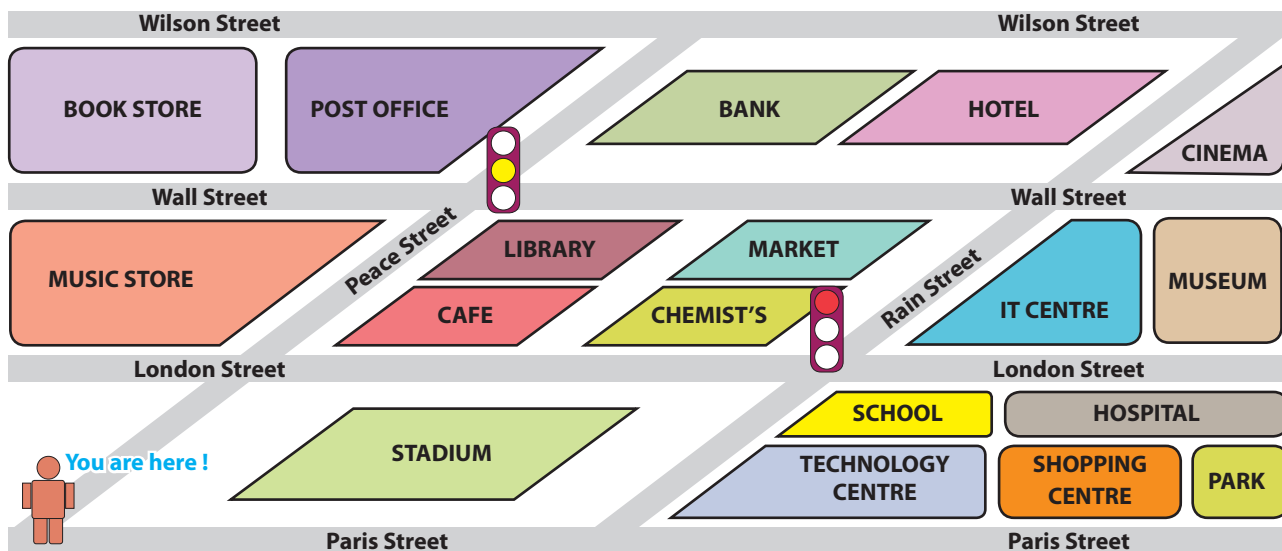 Wilson Street Wilson Street
BOOK STORE POST OFFICE BANK HOTEL
CINEMA
Wall Street Wall Street
Peace Street
LIBRARY MARKET
MUSIC STORE
Rain Street
MUSEUM
CAFE CHEMIST'S IT CENTRE
London Street London Street
SCHOOL HOSPITAL
STADIUM
You are here !
TECHNOLOGY
CENTRE
SHOPPING
CENTRE
PARK
Paris Street Paris Street